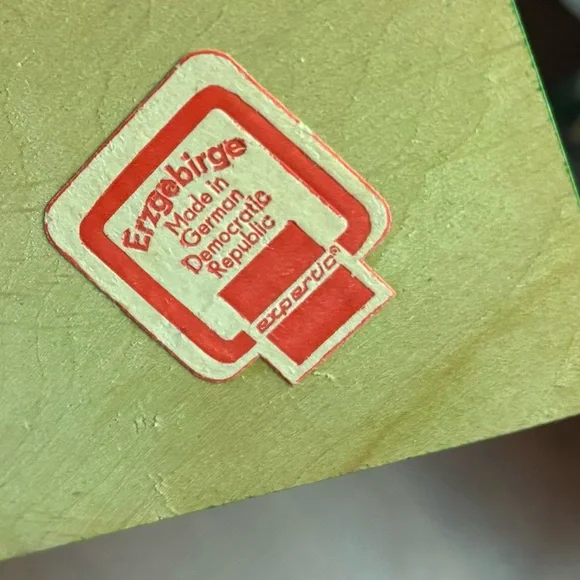 Erzgebirge
Made in
German
Democratic
Republic
expertic®